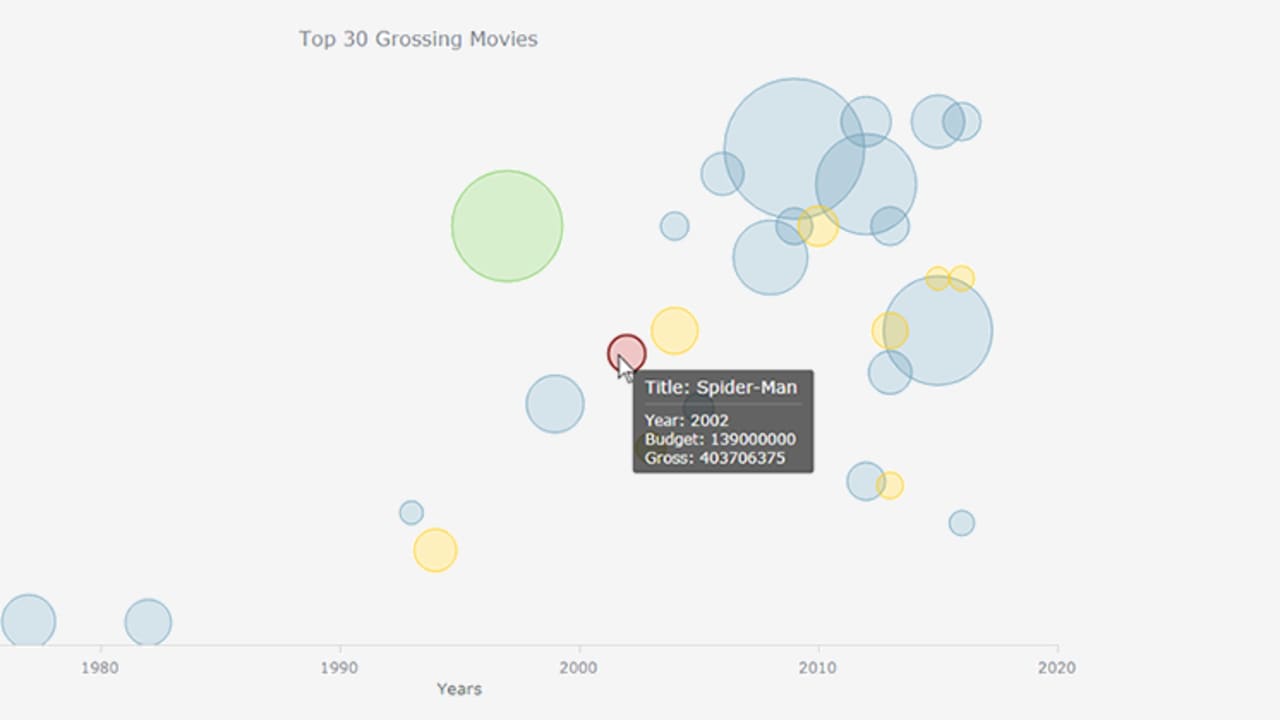 Top 30 Grossing Movies
Title: Spider-Man
Year: 2002
Budget: 139000000
Gross: 403706375
1980 1990 2000 2010 2020
Years